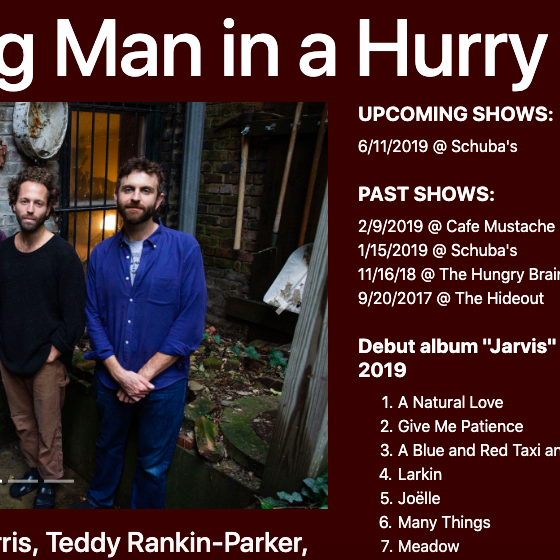 g Man in a Hurry
UPCOMING SHOWS:
6/11/2019 @ Schuba's
PAST SHOWS:
2/9/2019 @ Cafe Mustache
1/15/2019 @ Schuba's
11/16/18 @ The Hungry Brain
9/20/2017 @ The Hideout
Debut album "Jarvis"
2019
1. A Natural Love
2. Give Me Patience
3. A Blue and Red Taxi an
4. Larkin
5. Joëlle
6. Many Things
7. Meadow
rris, Teddy Rankin-Parker,